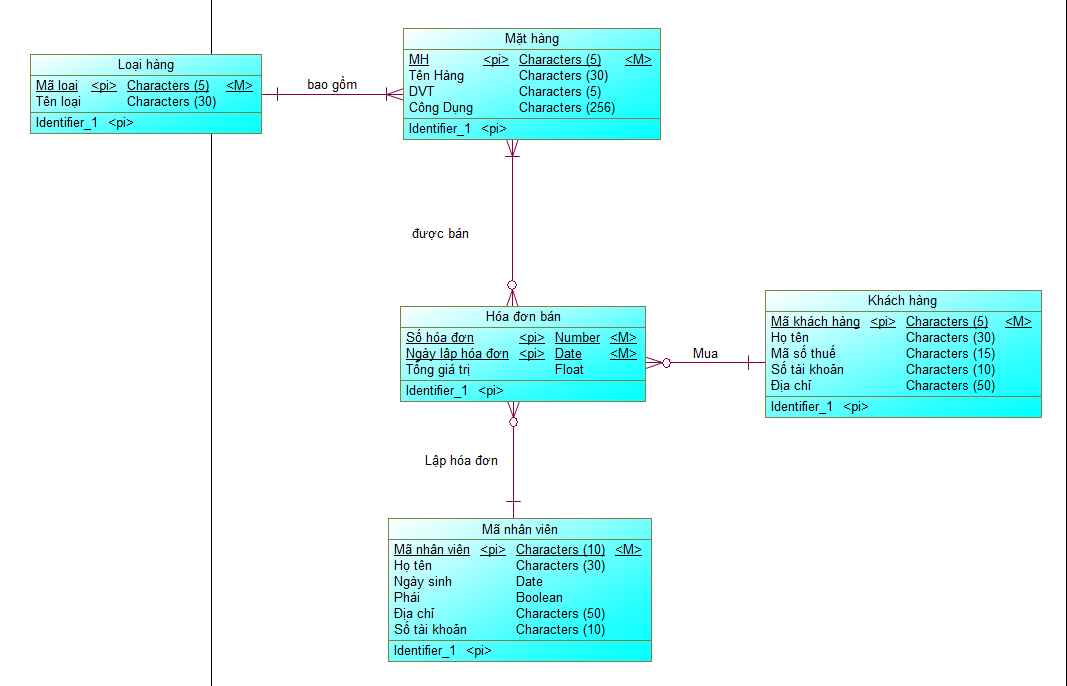 Loại hàng
Mã loai <pi> Characters (5) <M>
Tên loại Characters (30)
Identifier_1 <pi>
bao gồm
Mặt hàng
MH <pi> Characters (5) <M>
Tên Hàng Characters (30)
DVT Characters (5)
Công Dụng Characters (256)
Identifier_1 <pi>
được bán
Hóa đơn bán
Số hóa đơn <pi> Number <M>
Ngày lập hóa đơn <pi> Date <M>
Tổng giá trị Float
Identifier_1 <pi>
Mua
Khách hàng
Mã khách hàng <pi> Characters (5) <M>
Họ tên Characters (30)
Mã số thuế Characters (15)
Số tài khoản Characters (10)
Địa chỉ Characters (50)
Identifier_1 <pi>
Lập hóa đơn
Mã nhân viên
Mã nhân viên <pi> Characters (10) <M>
Họ tên Characters (30)
Ngày sinh Date
Phái Boolean
Địa chỉ Characters (50)
Số tài khoản Characters (10)
Identifier_1 <pi>